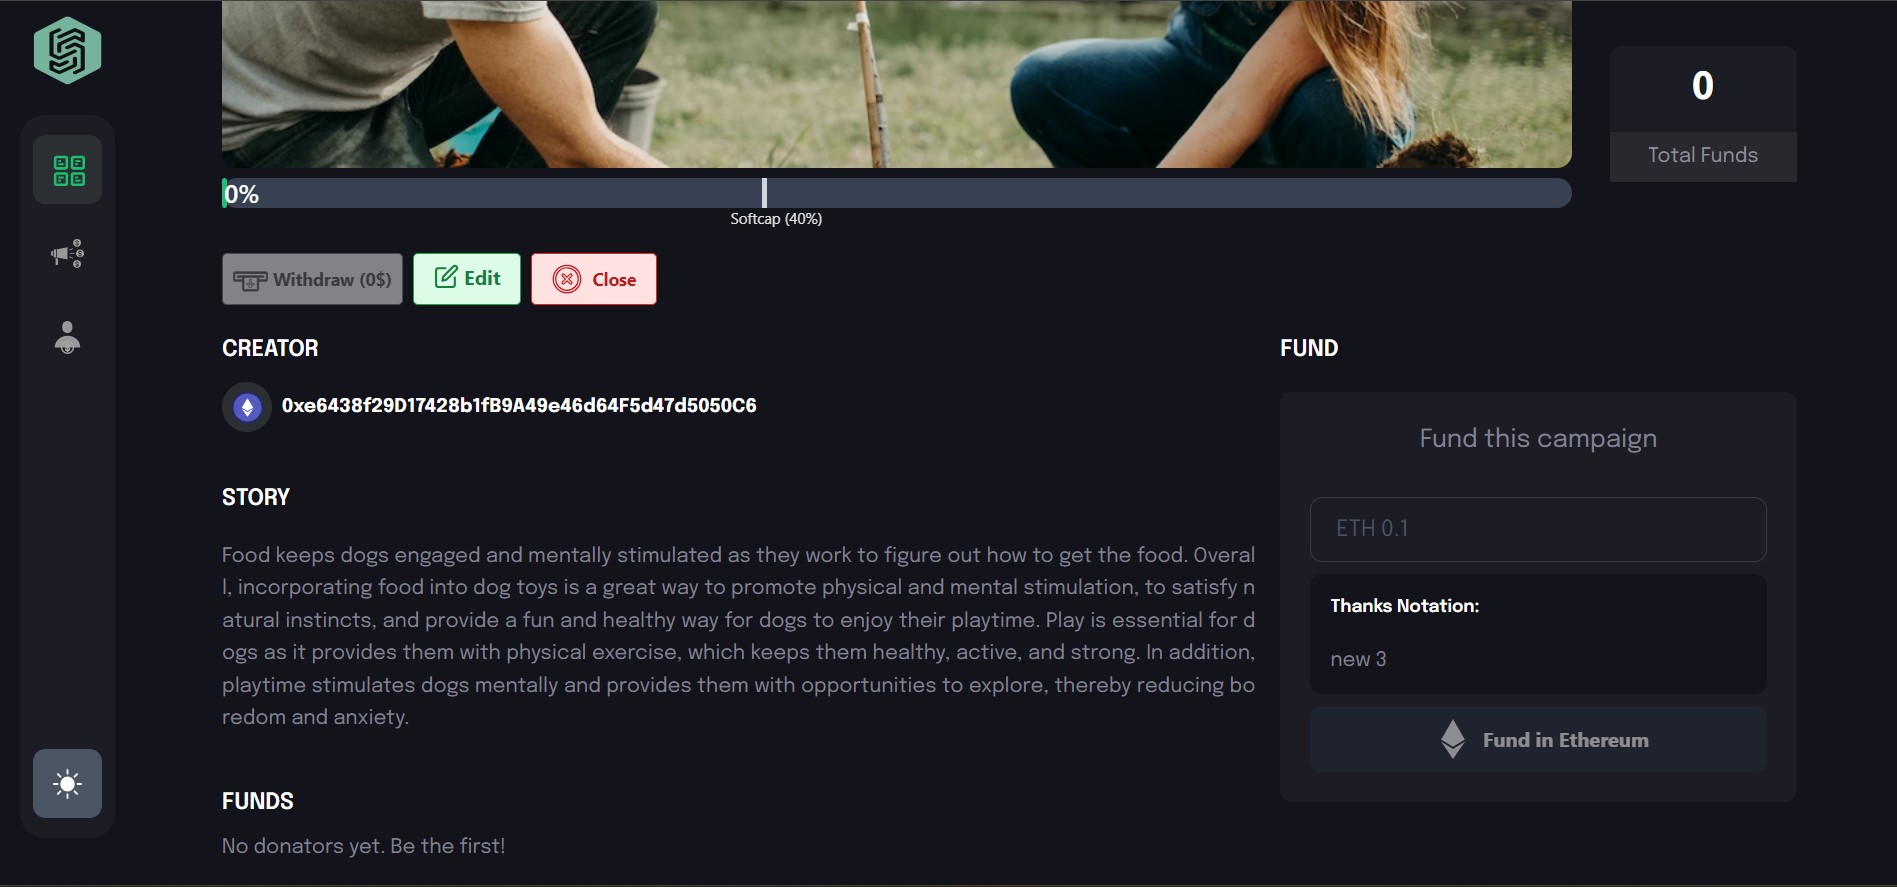 0
Total Funds
0%
Softcap (40%)
Withdraw (0$)
Edit
Close
CREATOR
0xe6438f29D17428b1fB9A49e46d64F5d47d5050C6
STORY
Food keeps dogs engaged and mentally stimulated as they work to figure out how to get the food. Overal
l, incorporating food into dog toys is a great way to promote physical and mental stimulation, to satisfy n
atural instincts, and provide a fun and healthy way for dogs to enjoy their playtime. Play is essential for d
ogs as it provides them with physical exercise, which keeps them healthy, active, and strong. In addition,
playtime stimulates dogs mentally and provides them with opportunities to explore, thereby reducing bo
redom and anxiety.
FUNDS
No donators yet. Be the first!
FUND
Fund this campaign
ETH 0.1
Thanks Notation:
new 3
Fund in Ethereum